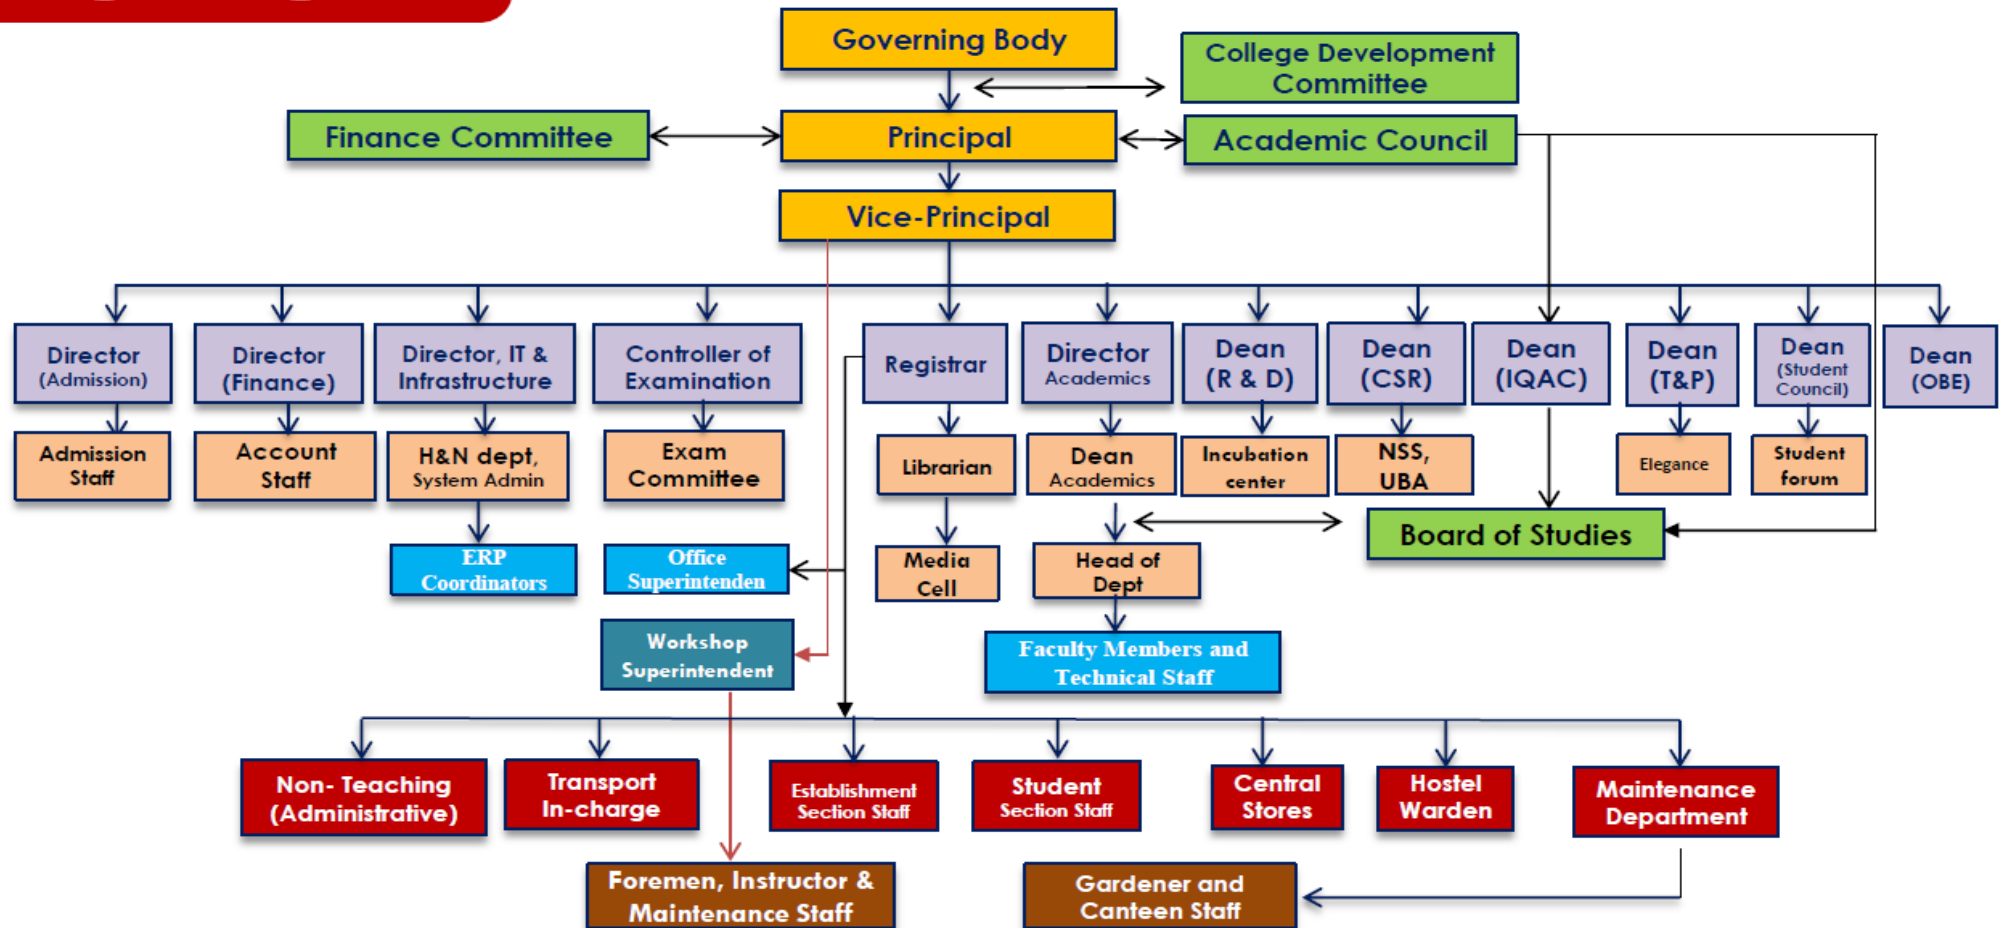 Governing Body
College Development
Committee
Finance Committee
Principal
Academic Council
Vice-Principal
Director
(Admission)
Director
(Finance)
Director, IT &
Infrastructure
Controller of
Examination
Registrar
Director
Academics
Dean
(R & D)
Dean
(CSR)
Dean
(IQAC)
Dean
(T&P)
Dean
(Student
Council)
Dean
(OBE)
Admission
Staff
Account
Staff
H&N dept,
System Admin
Exam
Committee
Librarian
Dean
Academics
Incubation
center
NSS,
UBA
Elegance
Student
forum
Board of Studies
ERP
Coordinators
Office
Superintenden
Media
Cell
Head of
Dept
Workshop
Superintendent
Faculty Members and
Technical Staff
Non- Teaching
(Administrative)
Transport
In-charge
Establishment
Section Staff
Student
Section Staff
Central
Stores
Hostel
Warden
Maintenance
Department
Foremen, Instructor &
Maintenance Staff
Gardener and
Canteen Staff